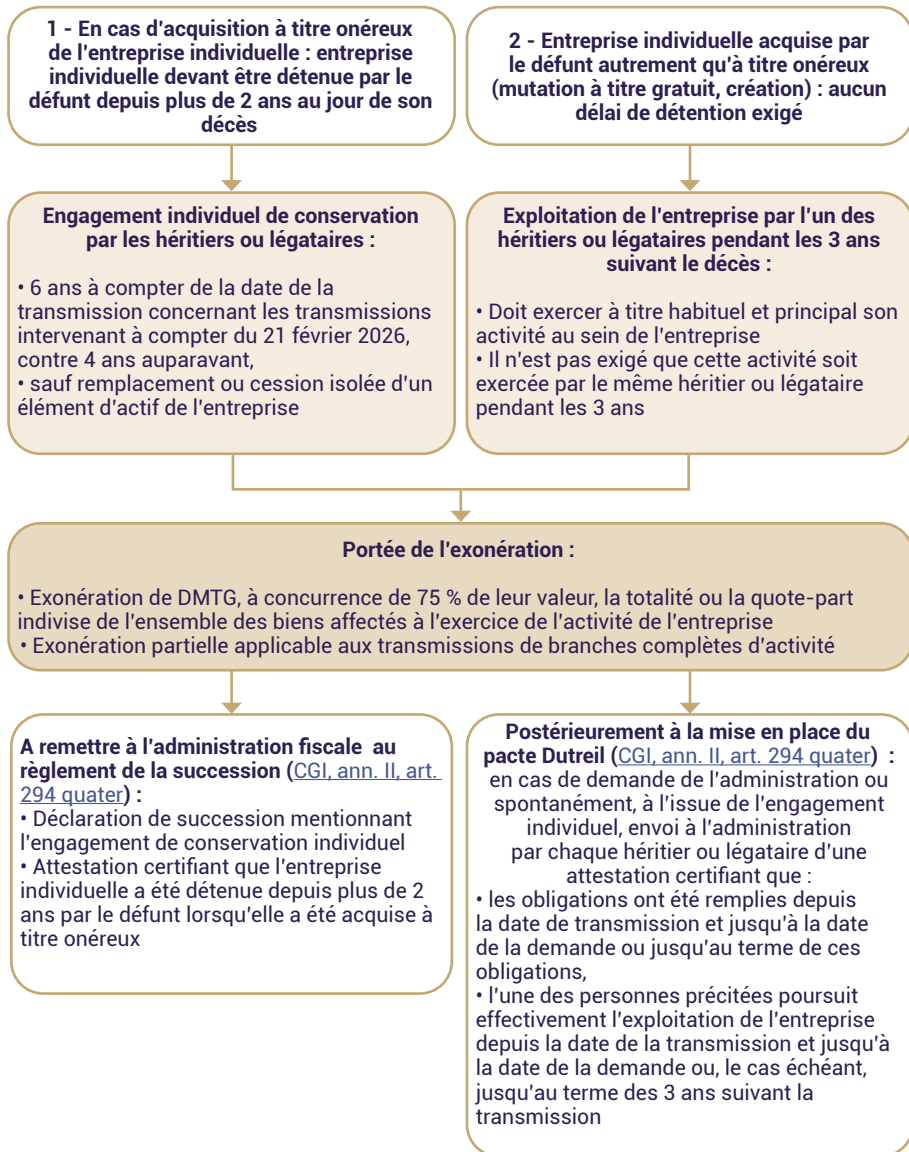 1 - En cas d'acquisition à titre onéreux
de l'entreprise individuelle : entreprise
individuelle devant être détenue par le
défunt depuis plus de 2 ans au jour de son
décès
2 - Entreprise individuelle acquise par
le défunt autrement qu'à titre onéreux
(mutation à titre gratuit, création) : aucun
délai de détention exigé
Engagement individuel de conservation
par les héritiers ou légataires :
• 6 ans à compter de la date de la
transmission concernant les transmissions
intervenant à compter du 21 février 2026,
contre 4 ans auparavant,
• sauf remplacement ou cession isolée d'un
élément d'actif de l'entreprise
Exploitation de l'entreprise par l'un des
héritiers ou légataires pendant les 3 ans
suivant le décès :
• Doit exercer à titre habituel et principal son
activité au sein de l'entreprise
• Il n'est pas exigé que cette activité soit
exercée par le même héritier ou légataire
pendant les 3 ans
Portée de l'exonération :
• Exonération de DMTG, à concurrence de 75 % de leur valeur, la totalité ou la quote-part
indivise de l'ensemble des biens affectés à l'exercice de l'activité de l'entreprise
• Exonération partielle applicable aux transmissions de branches complètes d'activité
A remettre à l'administration fiscale au
règlement de la succession (CGI, ann. II, art.
294 quater) :
• Déclaration de succession mentionnant
l'engagement de conservation individuel
• Attestation certifiant que l'entreprise
individuelle a été détenue depuis plus de 2
ans par le défunt lorsqu'elle a été acquise à
titre onéreux
Postérieurement à la mise en place du
pacte Dutreil (CGI, ann. II, art. 294 quater) :
en cas de demande de l'administration ou
spontanément, à l'issue de l'engagement
individuel, envoi à l'administration
par chaque héritier ou légataire d'une
attestation certifiant que :
• les obligations ont été remplies depuis
la date de transmission et jusqu'à la date
de la demande ou jusqu'au terme de ces
obligations,
• l'une des personnes précitées poursuit
effectivement l'exploitation de l'entreprise
depuis la date de la transmission et jusqu'à
la date de la demande ou, le cas échéant,
jusqu'au terme des 3 ans suivant la
transmission